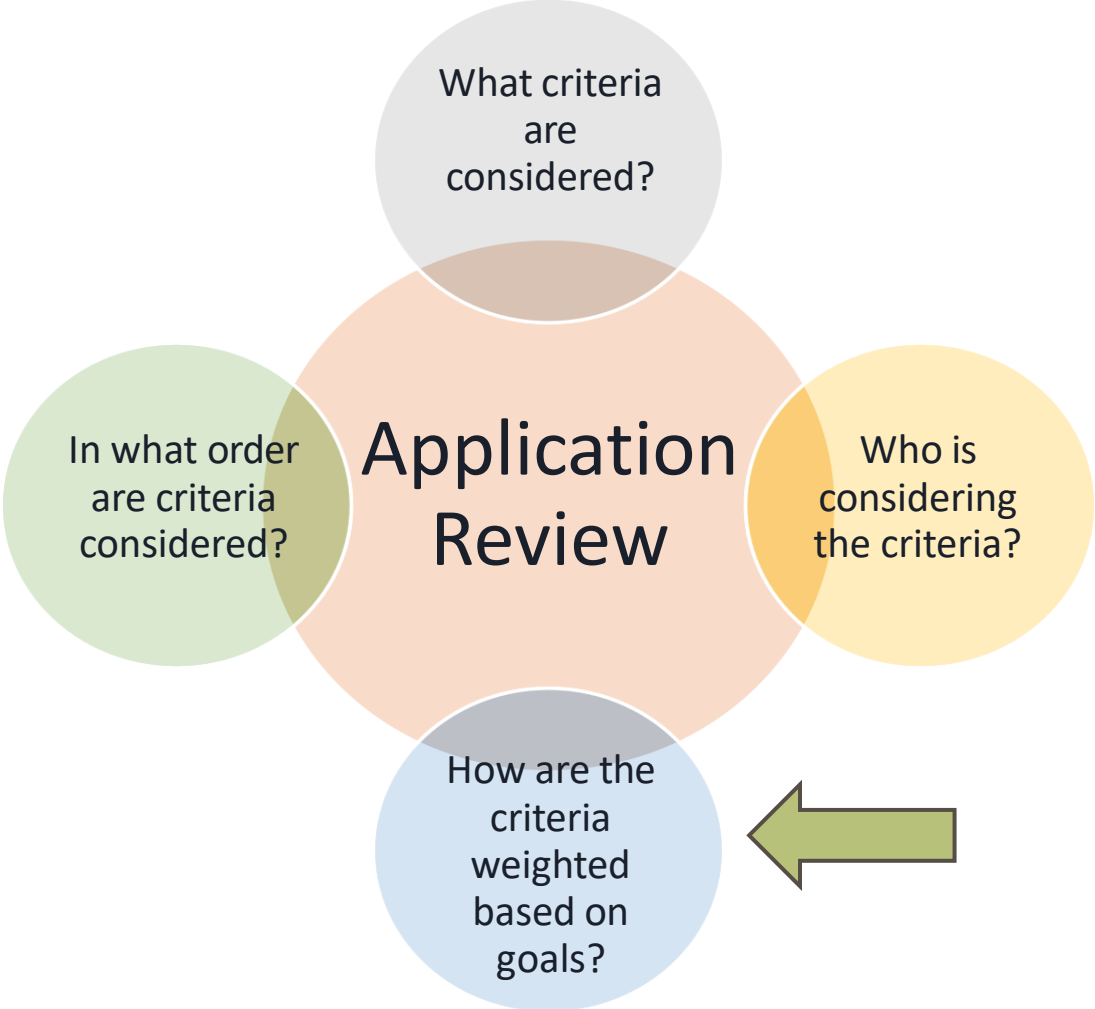 What criteria
are
considered?
In what order
are criteria
considered?
Application
Review
Who is
considering
the criteria?
How are the
criteria
weighted
based on
goals?